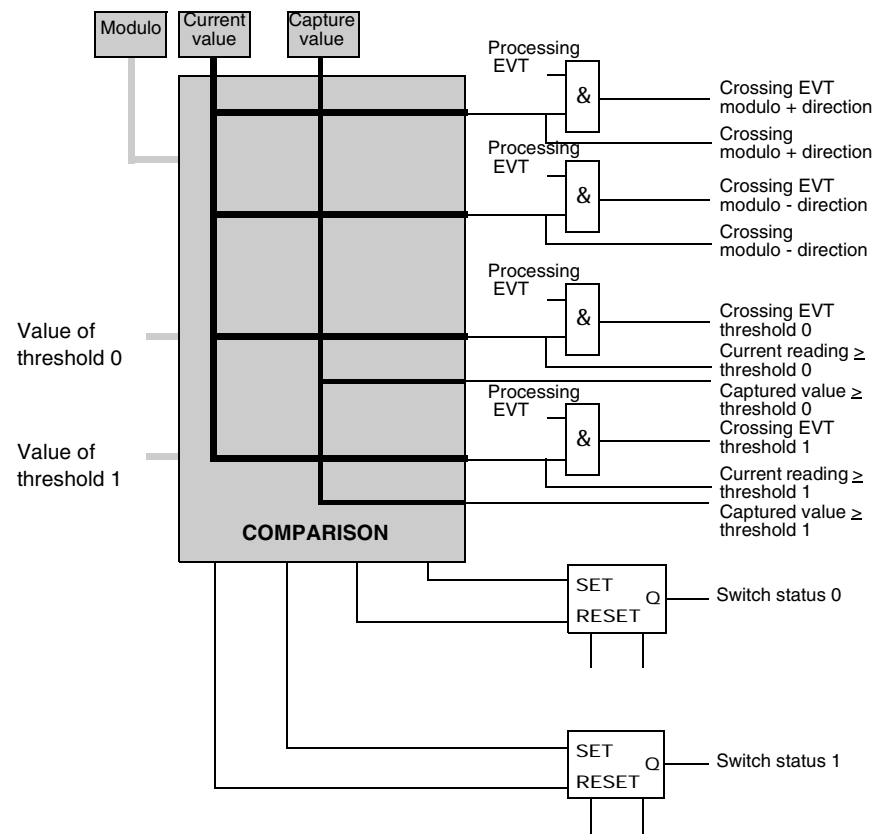 Modulo
Current
value
Capture
value
Processing
EVT
&
Crossing EVT
modulo + direction
Crossing
modulo + direction
Processing
EVT
&
Crossing EVT
modulo - direction
Crossing
modulo - direction
Processing
EVT
&
Crossing EVT
threshold 0
Current reading ≥
threshold 0
Captured value ≥
threshold 0
Value of
threshold 0
Processing
EVT
&
Crossing EVT
threshold 1
Current reading ≥
threshold 1
Captured value ≥
threshold 1
Value of
threshold 1
COMPARISON
SET
Q
RESET
Switch status 0
SET
Q
RESET
Switch status 1